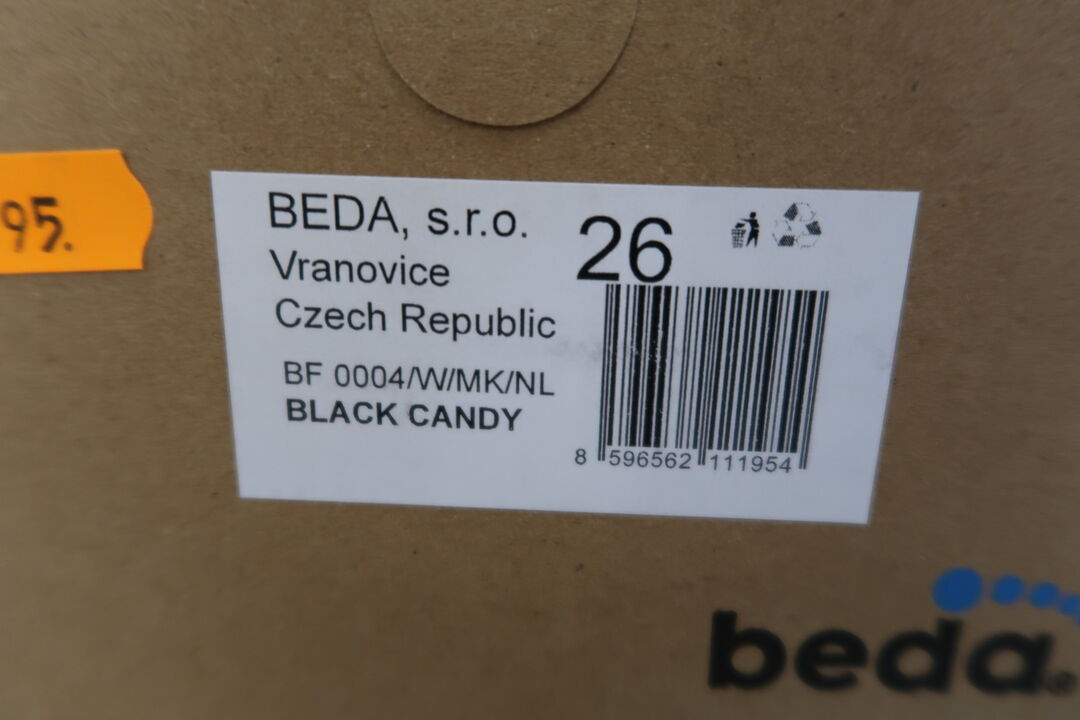 95.
BEDA, s.r.o.
26
Vranovice
Czech Republic
BF 0004/W/MK/NL
BLACK CANDY
8 596562 111954
beda